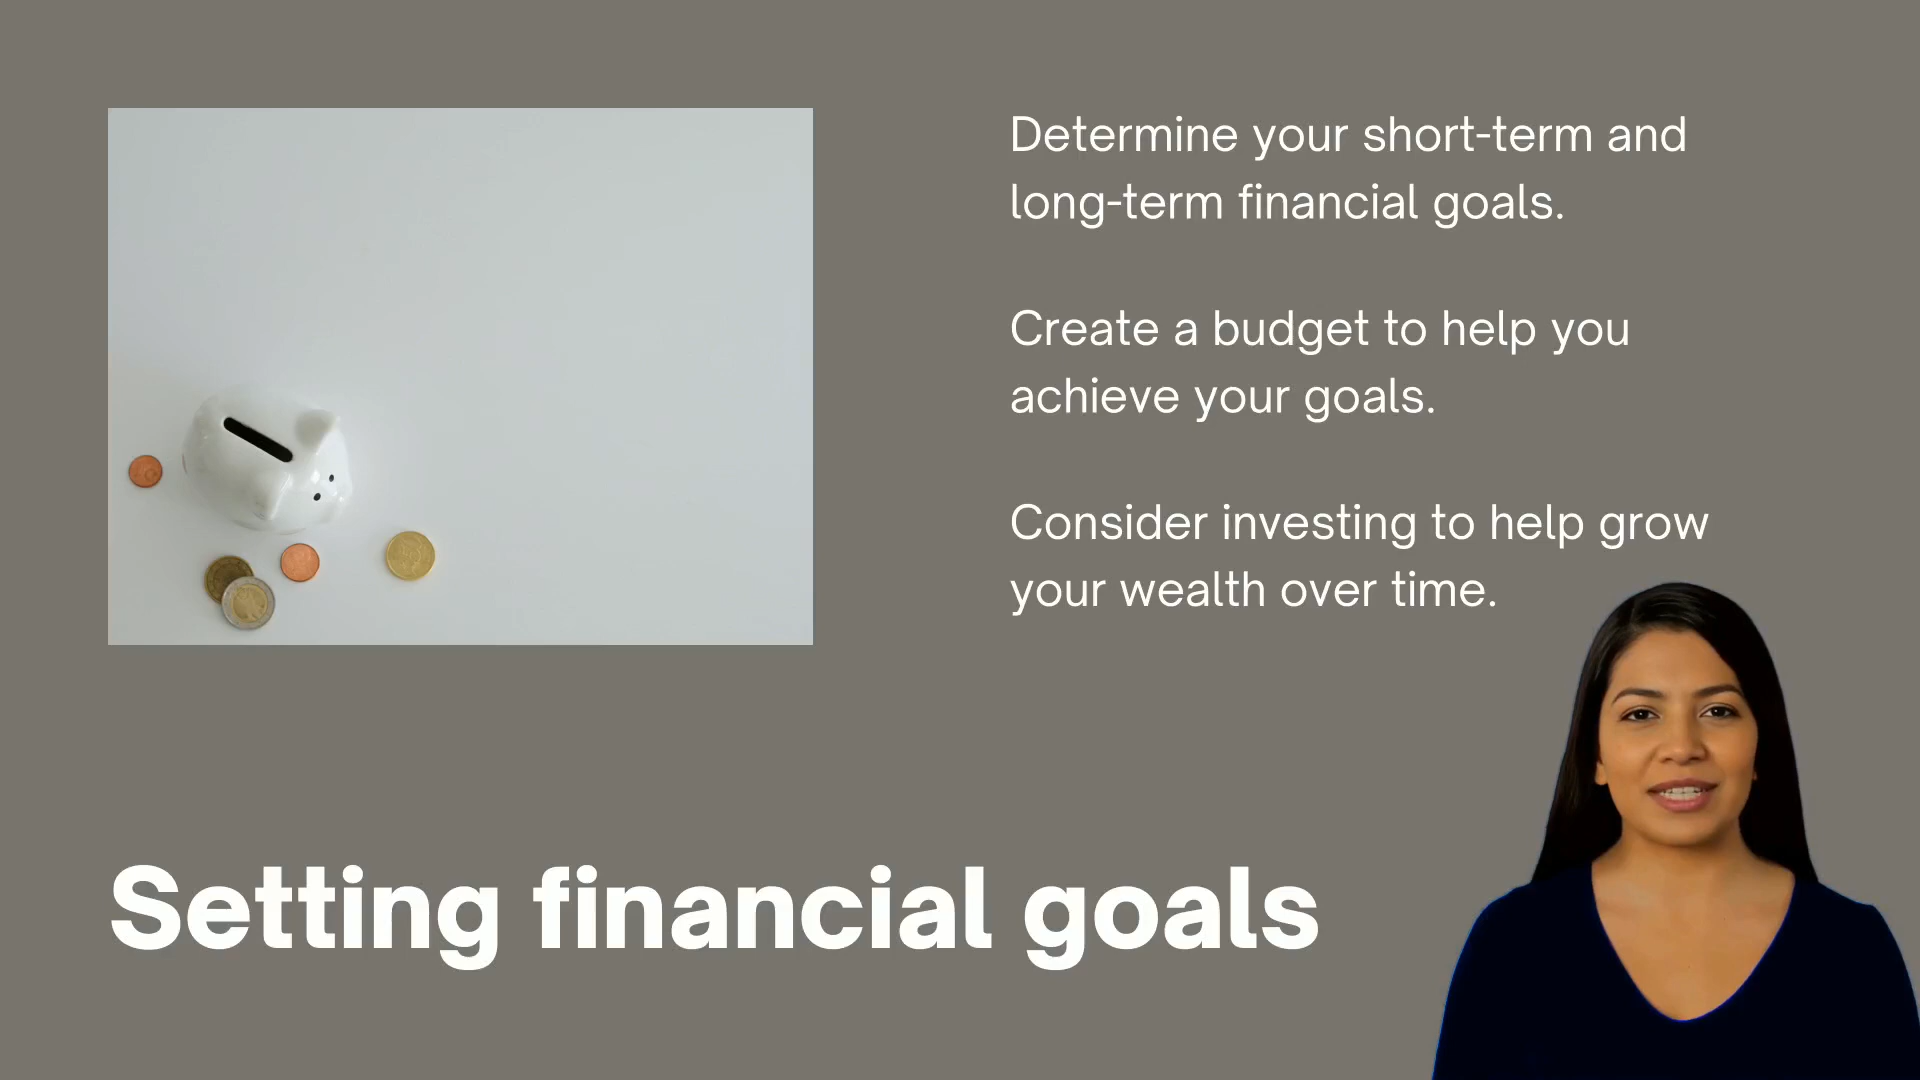 Determine your short-term and
long-term financial goals.
Create a budget to help you
achieve your goals.
Consider investing to help grow
your wealth over time.
Setting financial goals